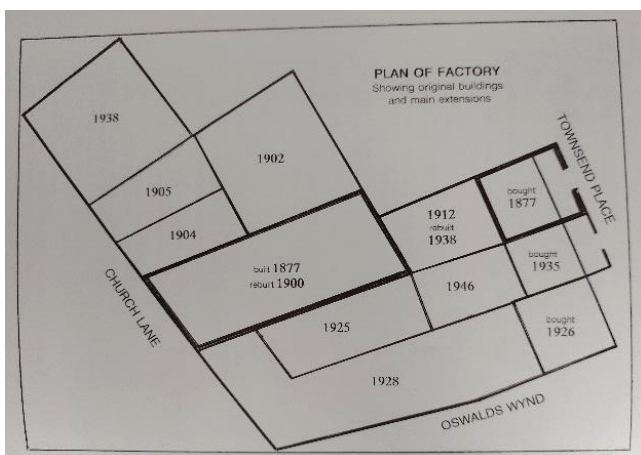 PLAN OF FACTORY
Showing original buildings
and main extensions
TOWNSEND PLACE
1938
1902
1905
1904
bought
1877
1912
rebuilt
1938
built 1877
rebuilt 1900
bought
1935
1946
1925
bought
1926
1928
CHURCH LANE
OSWALDS WYND